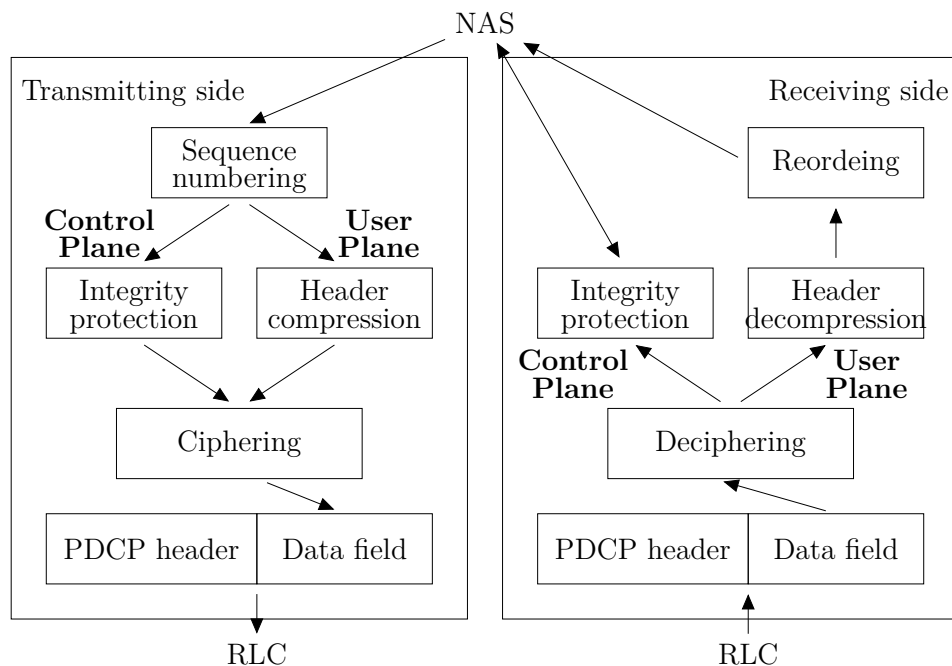 NAS
Transmitting side
Sequence
numbering
Control
Plane
User
Plane
Integrity
protection
Header
compression
Ciphering
PDCP header
Data field
RLC
Receiving side
Reordeing
Integrity
protection
Header
decompression
Control
Plane
User
Plane
Deciphering
PDCP header
Data field
RLC